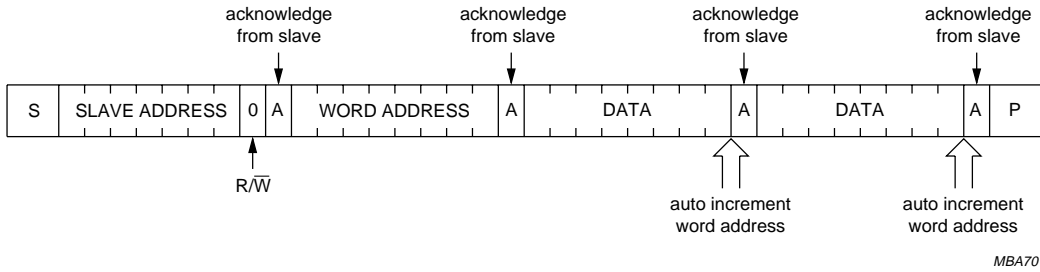 acknowledge acknowledge acknowledge acknowledge
from slave from slave from slave from slave
S SLAVE ADDRESS 0 A WORD ADDRESS A DATA A DATA A P
R/W̅
auto increment auto increment
word address word address
MBA70